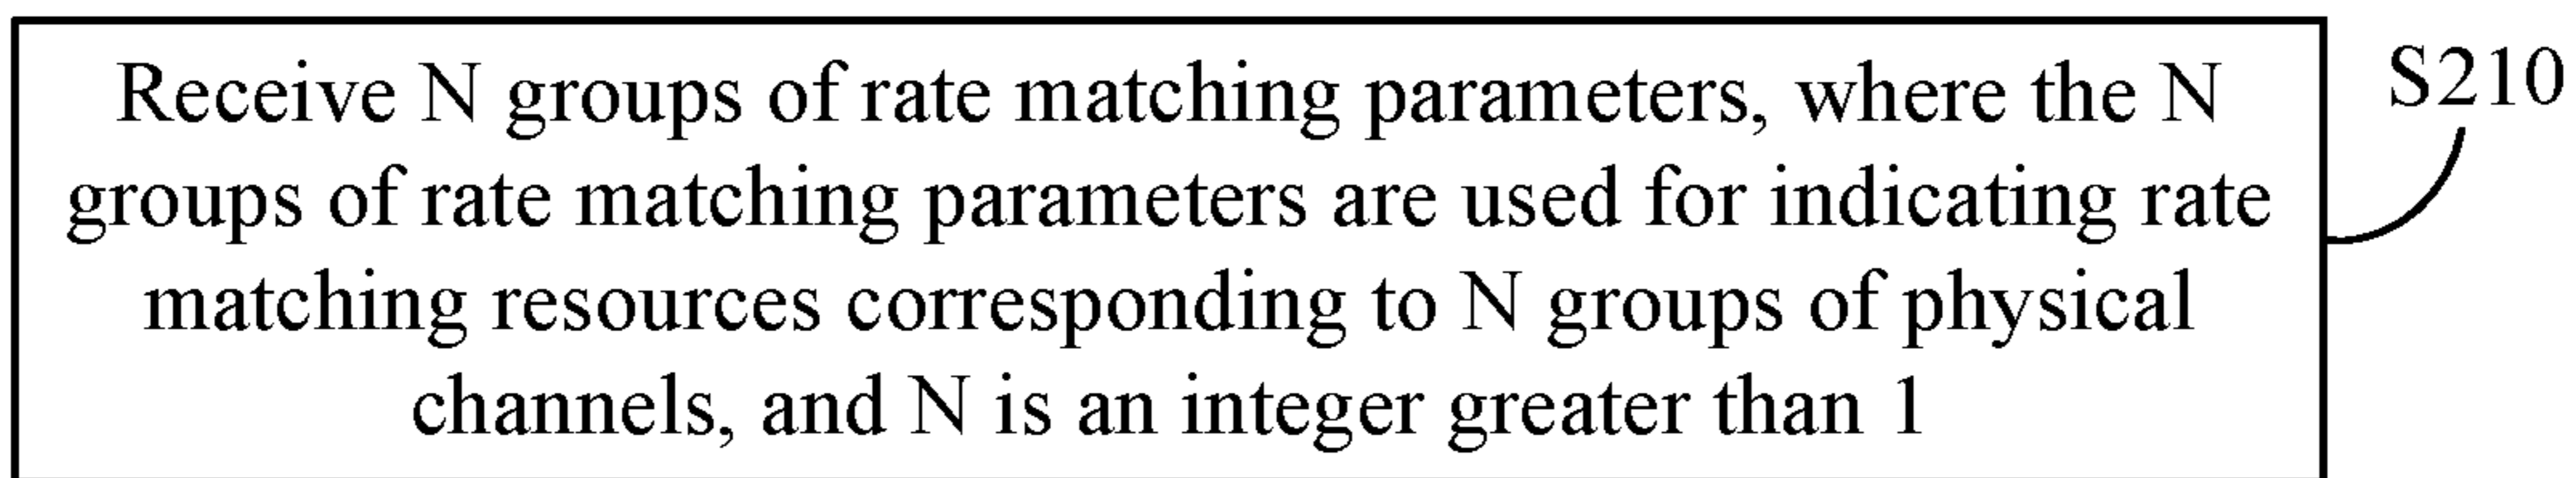 Receive N groups of rate matching parameters, where the N
groups of rate matching parameters are used for indicating rate
matching resources corresponding to N groups of physical
channels, and N is an integer greater than 1
S210